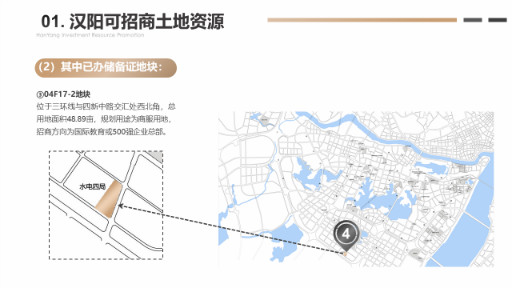 01. 汉阳可招商土地资源
Hanyang Investment Resource Promotion
（2）其中已办储备证地块：
③04F17-2地块
位于三环线与四新中路交汇处西北角，总
用地面积48.89亩，规划用途为商服用地，
招商方向为国际教育或500强企业总部。
水电四局
4